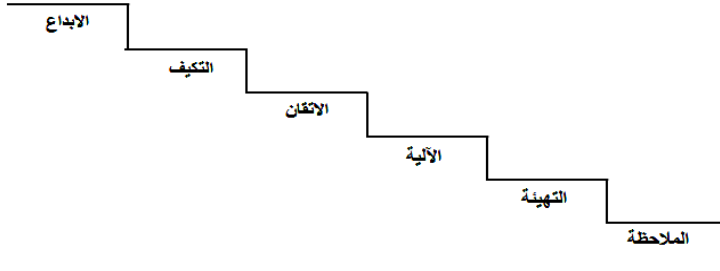 الابداع
التكيف
الاتقان
الآلية
التهيئة
الملاحظة